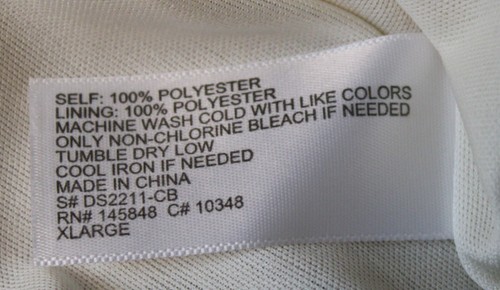 SELF: 100% POLYESTER
LINING: 100% POLYESTER
MACHINE WASH COLD WITH LIKE COLORS
ONLY NON-CHLORINE BLEACH IF NEEDED
TUMBLE DRY LOW
COOL IRON IF NEEDED
MADE IN CHINA
S# DS2211-CB
RN# 145848 C# 10348
XLARGE